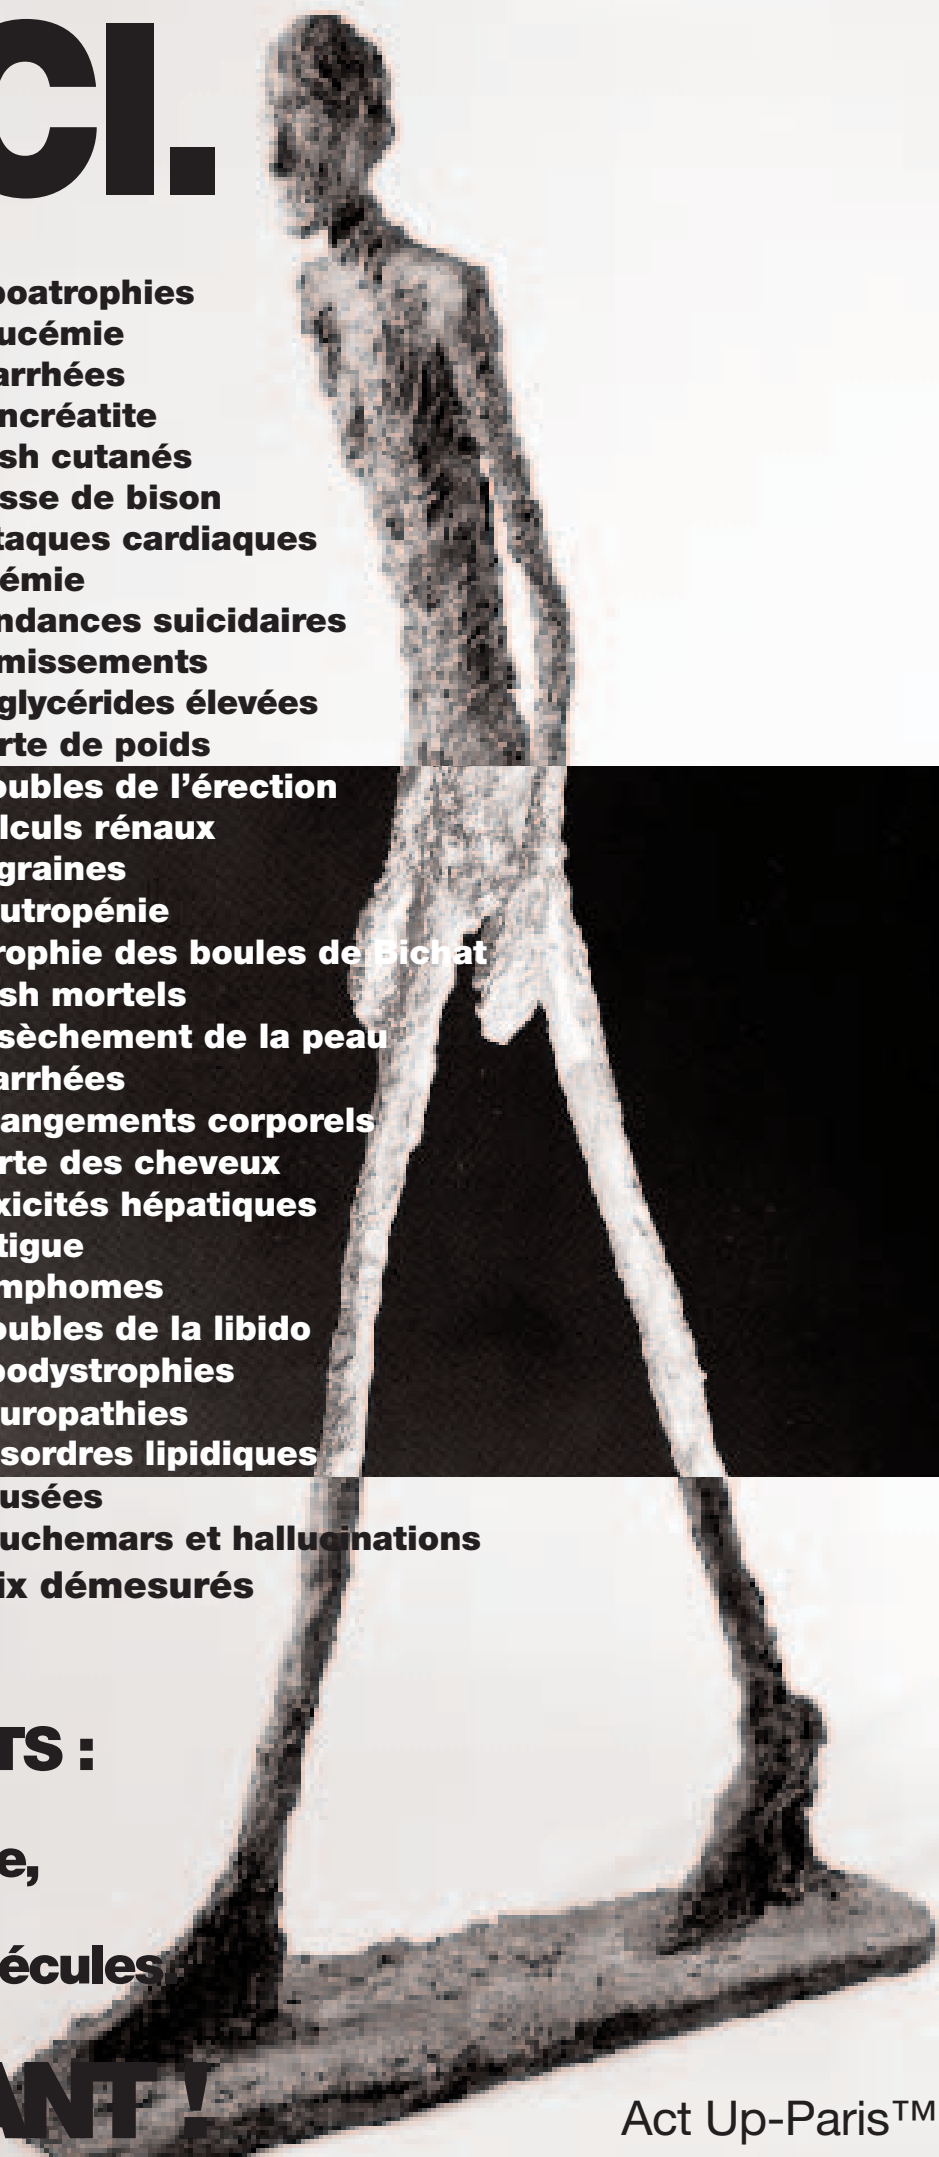 CI.
poatrophies
ucémie
arrhées
ncréatite
sh cutanés
sse de bison
taques cardiaques
émie
ndances suicidaires
missements
glycérides élevées
rte de poids
oubles de l’érection
lculs rénaux
graines
utropénie
rophie des boules de Bichat
sh mortels
sèchement de la peau
arrhées
angements corporels
rte des cheveux
xicités hépatiques
tigue
mphomes
oubles de la libido
podystrophies
uropathies
sordres lipidiques
usées
uchemars et hallucinations
ix démesurés
TS :
e,
écules.
ANT !
Act Up-Paris™